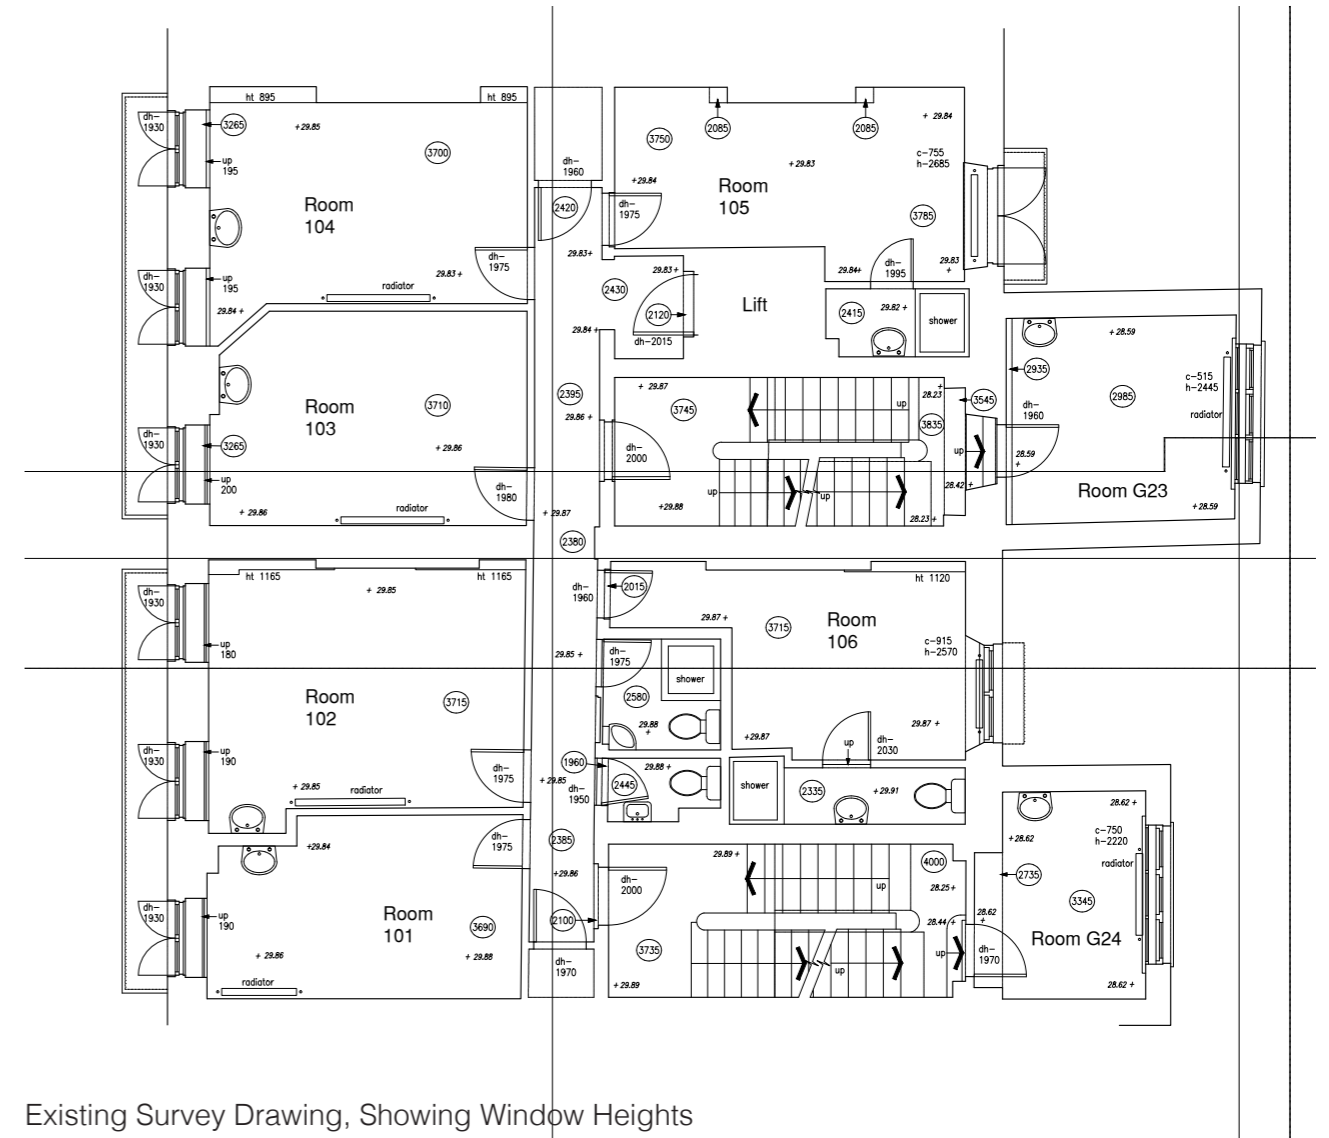 ht 895
ht 895
dh-
1930
3265
+29.85
3700
up
195
Room
104
dh-
1930
up
195
29.84 +
radiator
29.83 +
dh-
1975
dh-
1960
2420
29.83+
dh-
1975
3750
2085
2085
+ 29.84
c-755
h-2685
+29.83
+29.84
Room
105
3785
29.83
+
29.84+
dh-
1995
29.83+
2430
2120
dh-2015
Lift
2415
29.82 +
shower
29.84 +
Room
103
3710
dh-
1930
3265
up
200
+29.86
+ 29.86
radiator
dh-
1980
2395
29.86 +
+ 29.87
2380
dh-
2000
+ 29.87
3745
up
+
28.23
3835
3545
up
up
up
+29.88
28.42 +
28.23 +
2935
+ 28.59
2985
c-515
h-2445
radiator
dh-
1960
28.59
+
Room G23
+ 28.59
ht 1165
ht 1165
dh-
1930
+ 29.85
up
180
Room
102
3715
dh-
1930
up
190
+ 29.85
radiator
dh-
1975
dh-
1960
2015
29.87 +
3715
Room
106
ht 1120
c-915
h-2570
29.85 +
dh-
1975
shower
2580
29.88
+
+29.87
29.87 +
up
dh-
2030
1960
+29.85
dh-
1950
2445
29.88 +
shower
2335
+ 29.91
dh-
1975
+29.84
2385
+29.86
dh-
1930
up
190
Room
101
3690
+ 29.86
+ 29.88
radiator
2100
dh-
1970
dh-
2000
29.89 +
up
4000
28.25+
28.44 +
28.62
+
3735
up
up
+ 29.89
dh-
1970
28.62 +
+28.62
c-750
h-2220
radiator
2735
3345
Room G24
28.62 +
Existing Survey Drawing, Showing Window Heights